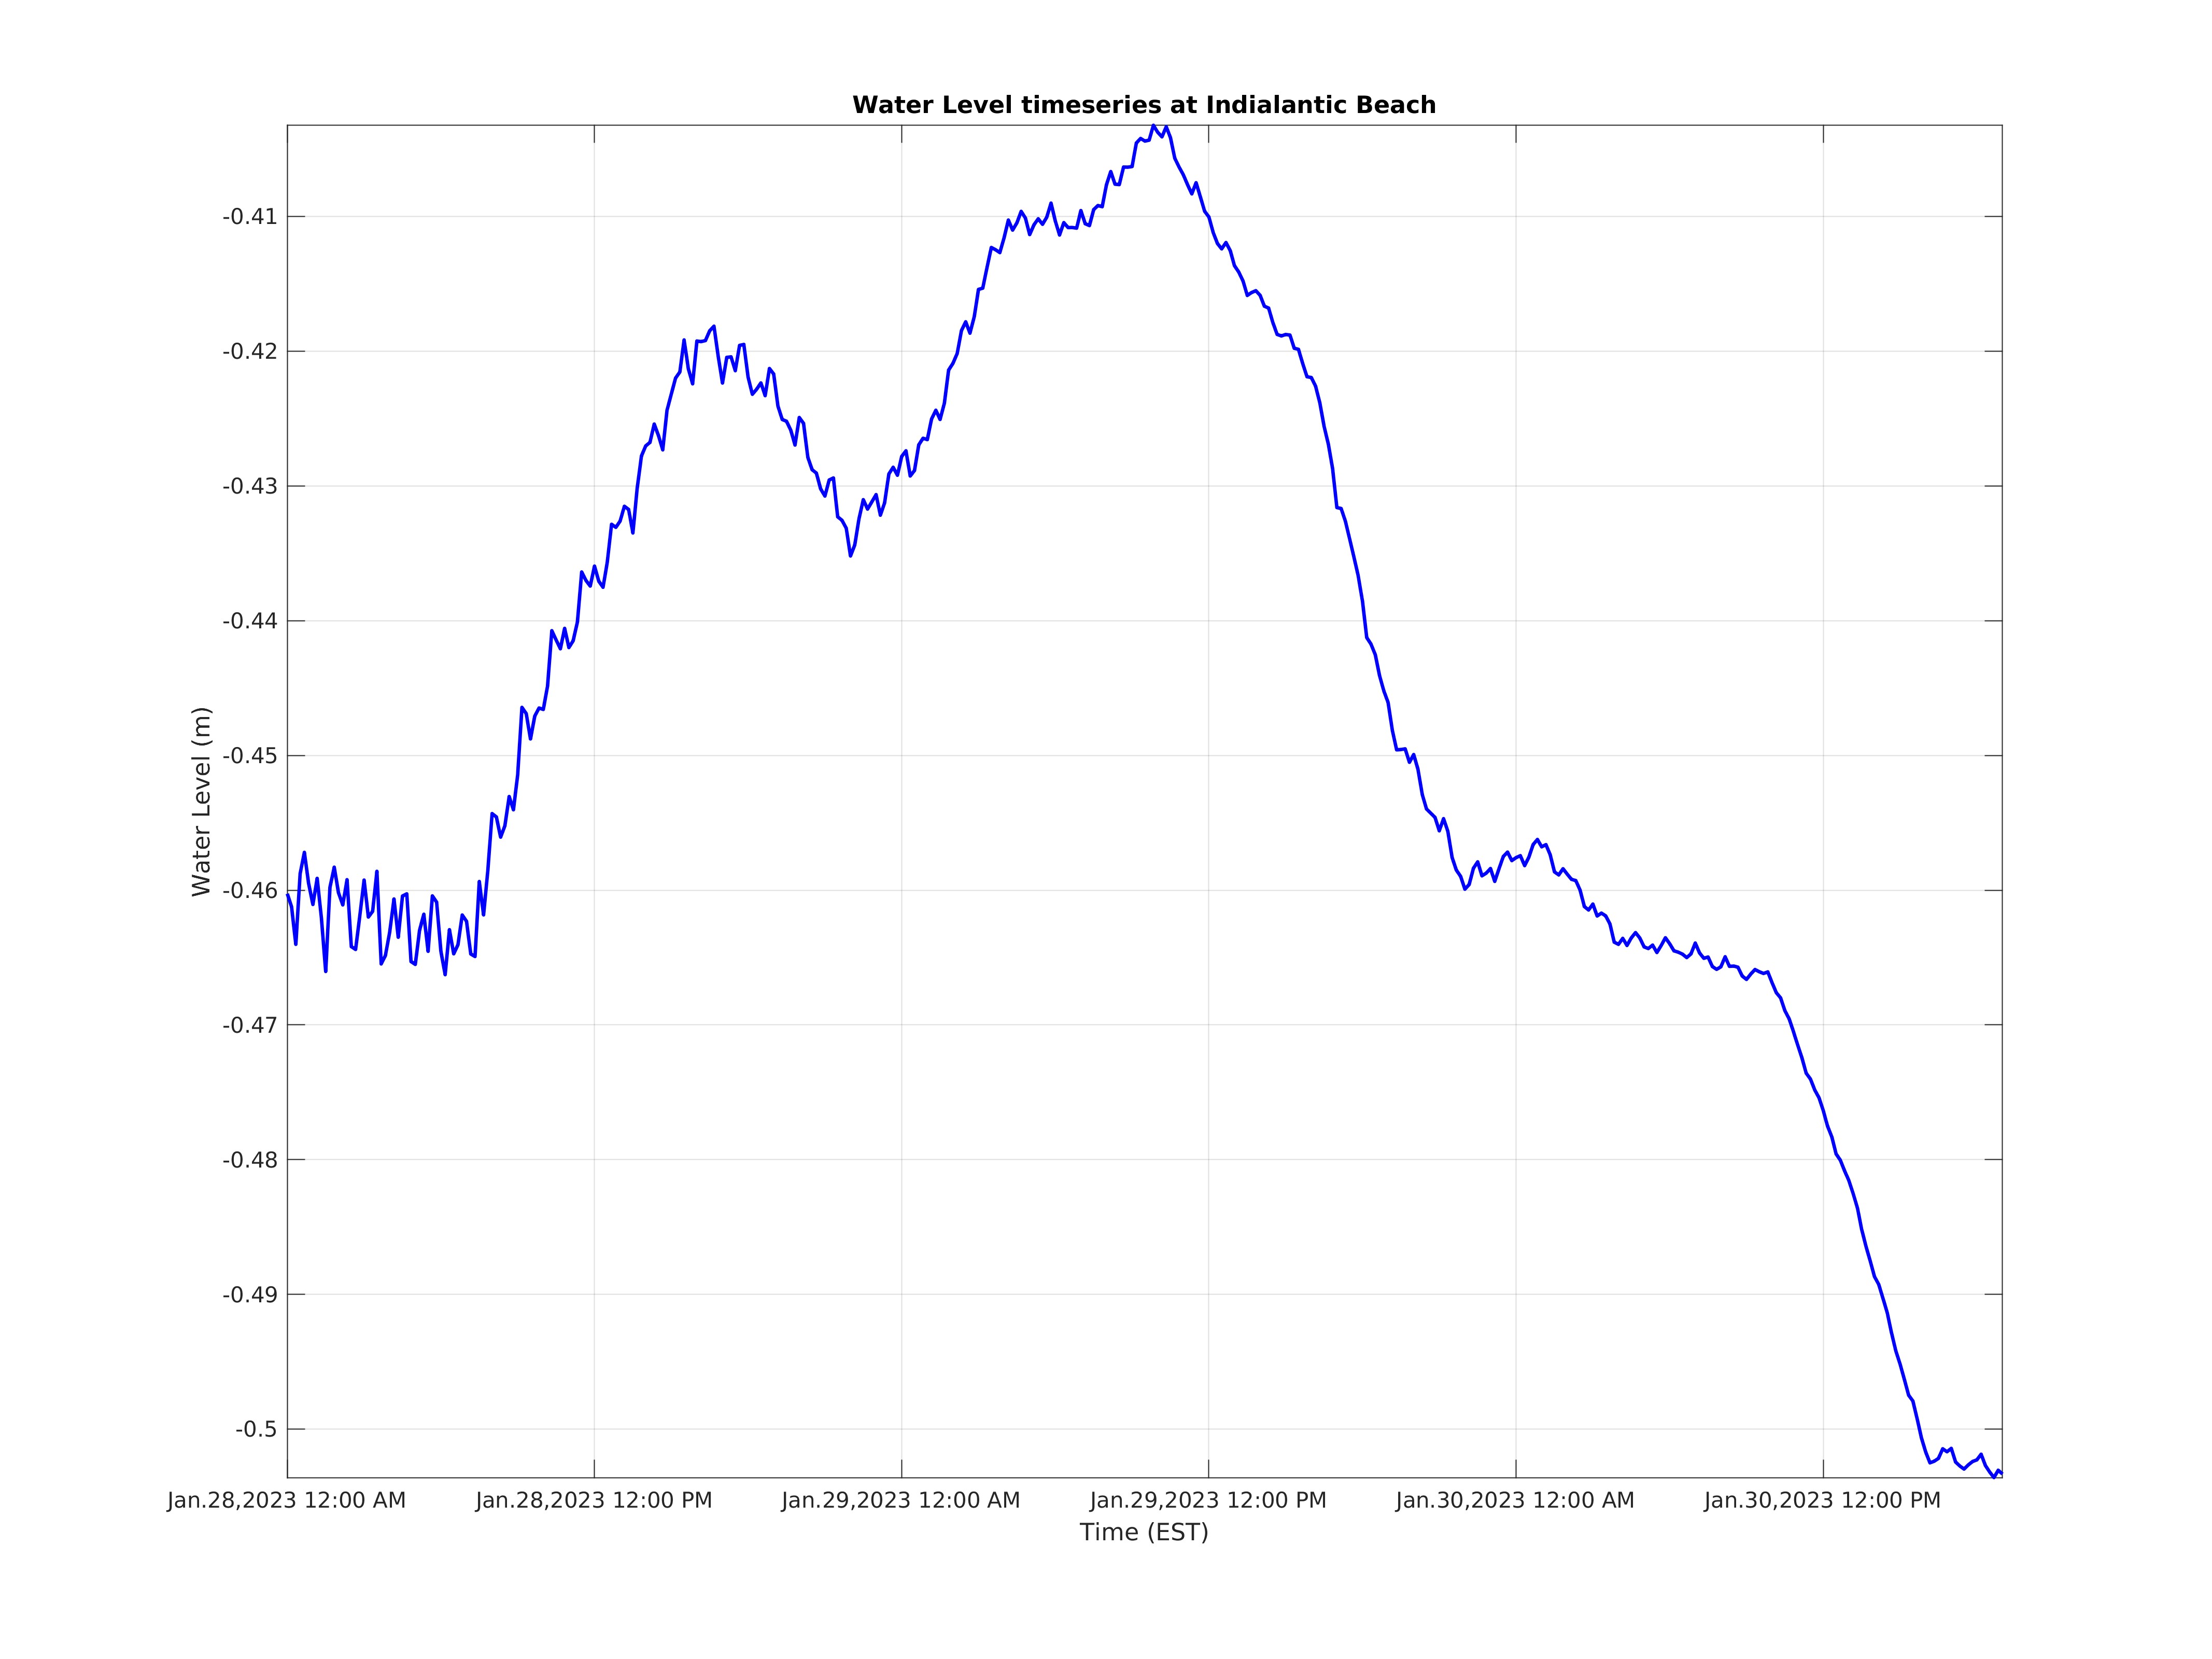 Water Level timeseries at Indialantic Beach
-0.41
-0.42
-0.43
-0.44
-0.45
-0.46
-0.47
-0.48
-0.49
-0.5
Water Level (m)
Jan.28,2023 12:00 AM Jan.28,2023 12:00 PM Jan.29,2023 12:00 AM Jan.29,2023 12:00 PM Jan.30,2023 12:00 AM Jan.30,2023 12:00 PM
Time (EST)